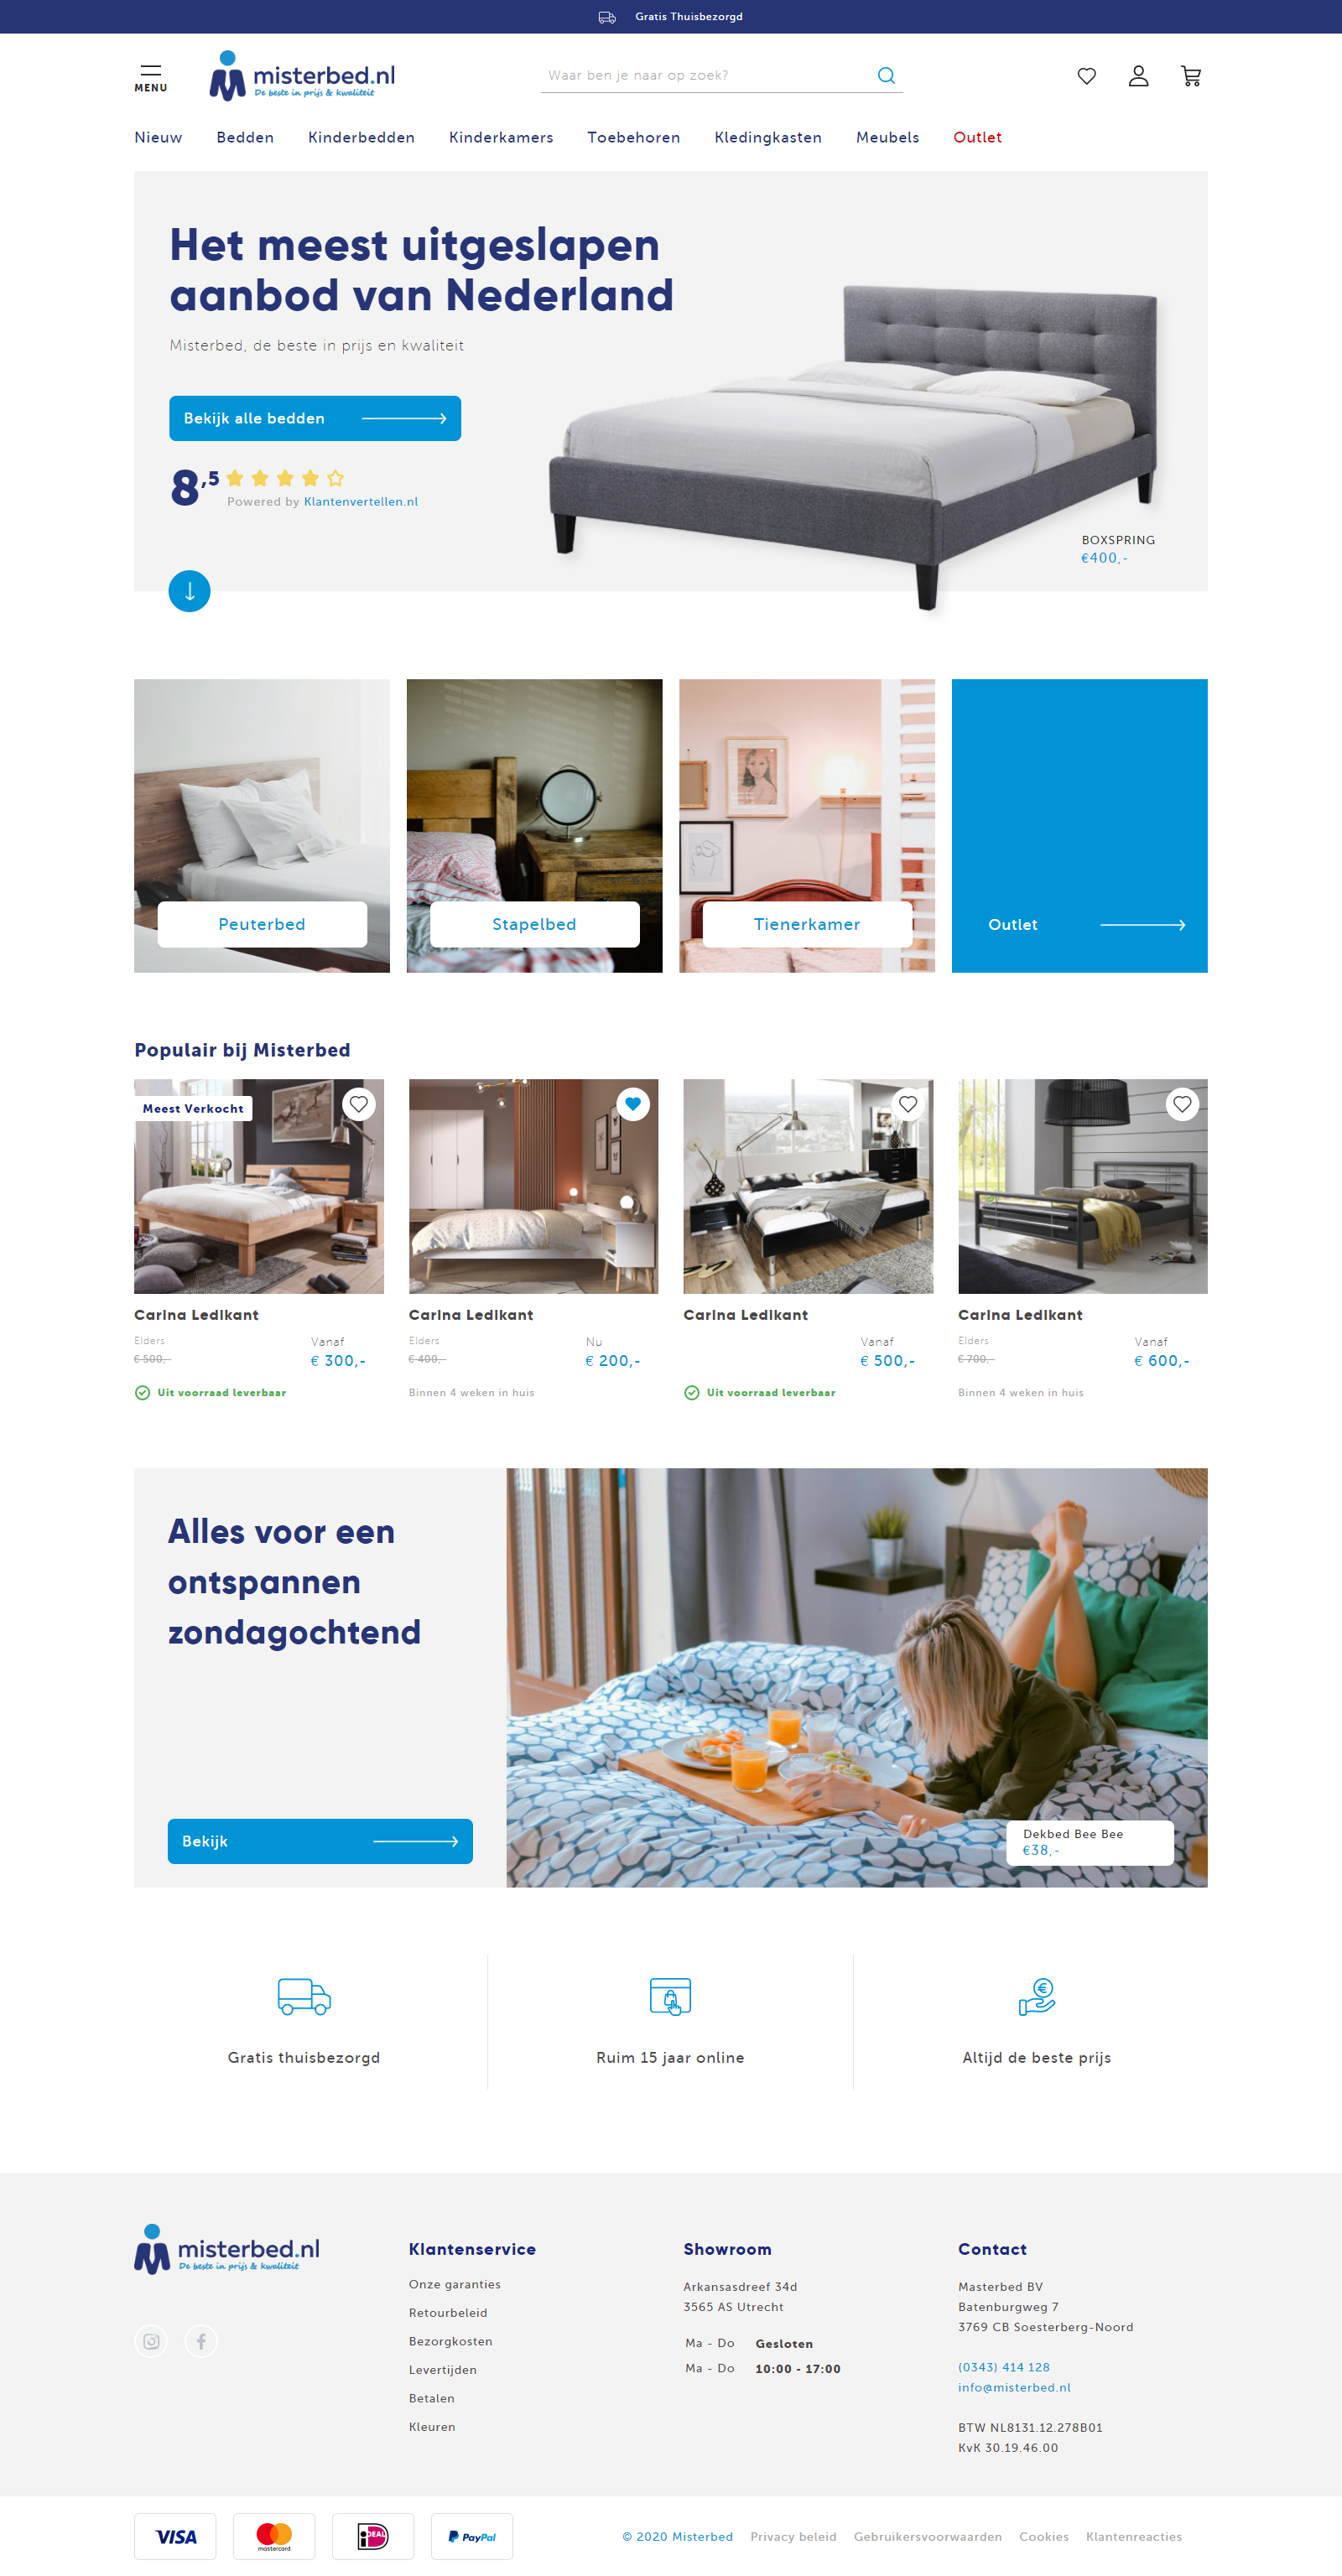 Gratis Thuisbezorgd
MENU
misterbed.nl
De beste in prijs & kwaliteit
Waar ben je naar op zoek?
Nieuw
Bedden
Kinderbedden
Kinderkamers
Toebehoren
Kledingkasten
Meubels
Outlet
Het meest uitgeslapen
aanbod van Nederland
Misterbed, de beste in prijs en kwaliteit
Bekijk alle bedden
8,5
Powered by Klantenvertellen.nl
BOXSPRING
€400,-
Peuterbed
Stapelbed
Tienerkamer
Outlet
Populair bij Misterbed
Meest Verkocht
Carina Ledikant
Elders
€ 500,-
Vanaf
€ 300,-
Uit voorraad leverbaar
Carina Ledikant
Elders
€ 400,-
Nu
€ 200,-
Binnen 4 weken in huis
Carina Ledikant
Vanaf
€ 500,-
Uit voorraad leverbaar
Carina Ledikant
Elders
€ 700,-
Vanaf
€ 600,-
Binnen 4 weken in huis
Alles voor een
ontspannen
zondagochtend
Bekijk
Dekbed Bee Bee
€38,-
Gratis thuisbezorgd
Ruim 15 jaar online
Altijd de beste prijs
misterbed.nl
De beste in prijs & kwaliteit
Klantenservice
Onze garanties
Retourbeleid
Bezorgkosten
Levertijden
Betalen
Kleuren
Showroom
Arkansasdreef 34d
3565 AS Utrecht
Ma - Do Gesloten
Ma - Do 10:00 - 17:00
Contact
Masterbed BV
Batenburgweg 7
3769 CB Soesterberg-Noord
(0343) 414 128
info@misterbed.nl
BTW NL8131.12.278B01
KvK 30.19.46.00
VISA
mastercard
iDEAL
PayPal
© 2020 Misterbed
Privacy beleid
Gebruikersvoorwaarden
Cookies
Klantenreacties